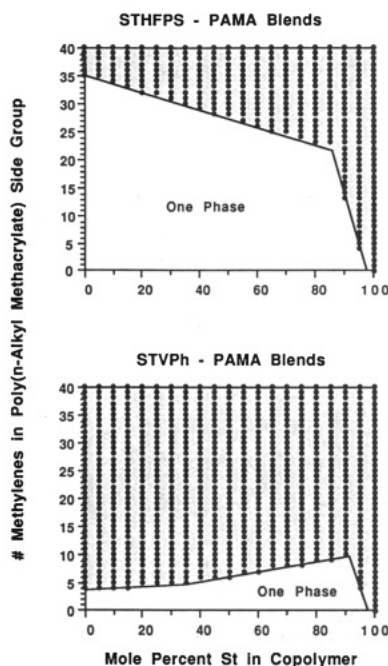 STHFPS - PAMA Blends
40
35
30
25
20
15
10
5
0
One Phase
0 20 40 60 80 100
STVPh - PAMA Blends
40
35
30
25
20
15
10
5
0
One Phase
0 20 40 60 80 100
# Methylenes in Poly(n-Alkyl Methacrylate) Side Group
Mole Percent St in Copolymer